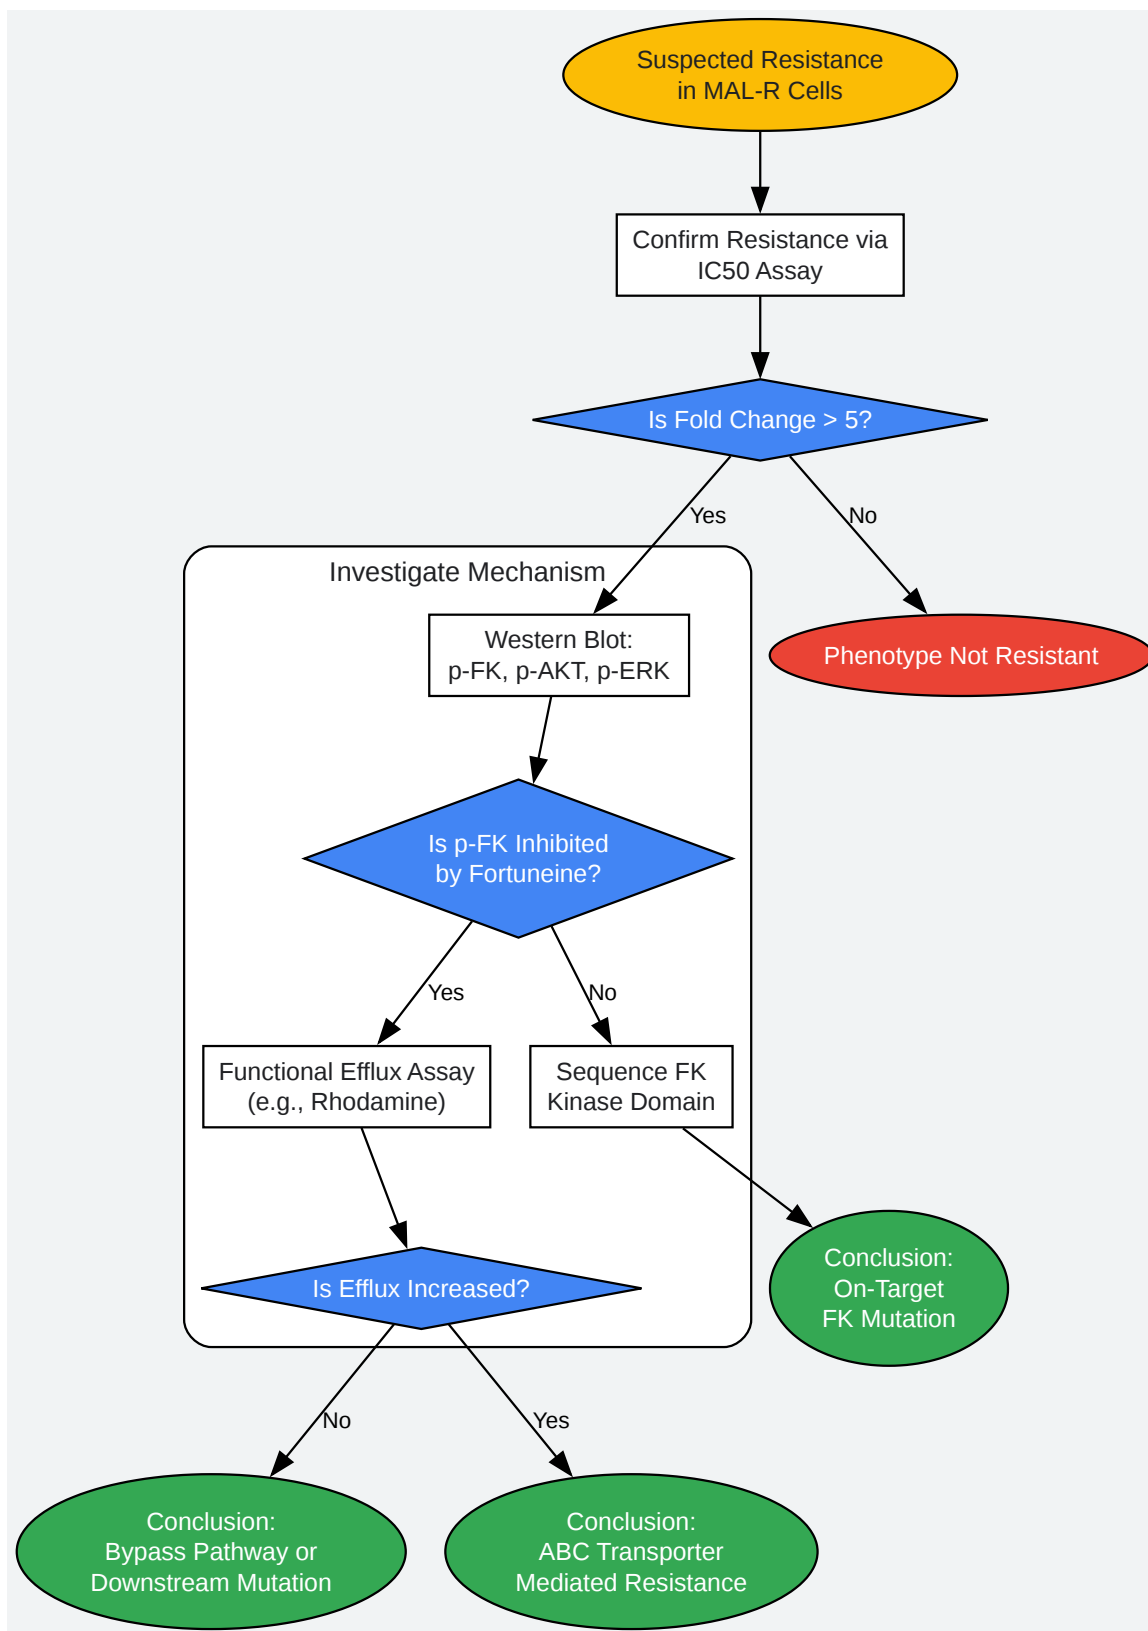 Suspected Resistance
in MAL-R Cells
Confirm Resistance via
IC50 Assay
Is Fold Change > 5?
Yes
No
Investigate Mechanism
Western Blot:
p-FK, p-AKT, p-ERK
Phenotype Not Resistant
Is p-FK Inhibited
by Fortuneine?
Yes
No
Functional Efflux Assay
(e.g., Rhodamine)
Sequence FK
Kinase Domain
Is Efflux Increased?
Conclusion:
On-Target
FK Mutation
No
Yes
Conclusion:
Bypass Pathway or
Downstream Mutation
Conclusion:
ABC Transporter
Mediated Resistance